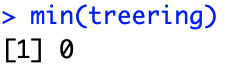 > min(treering)
[1] 0